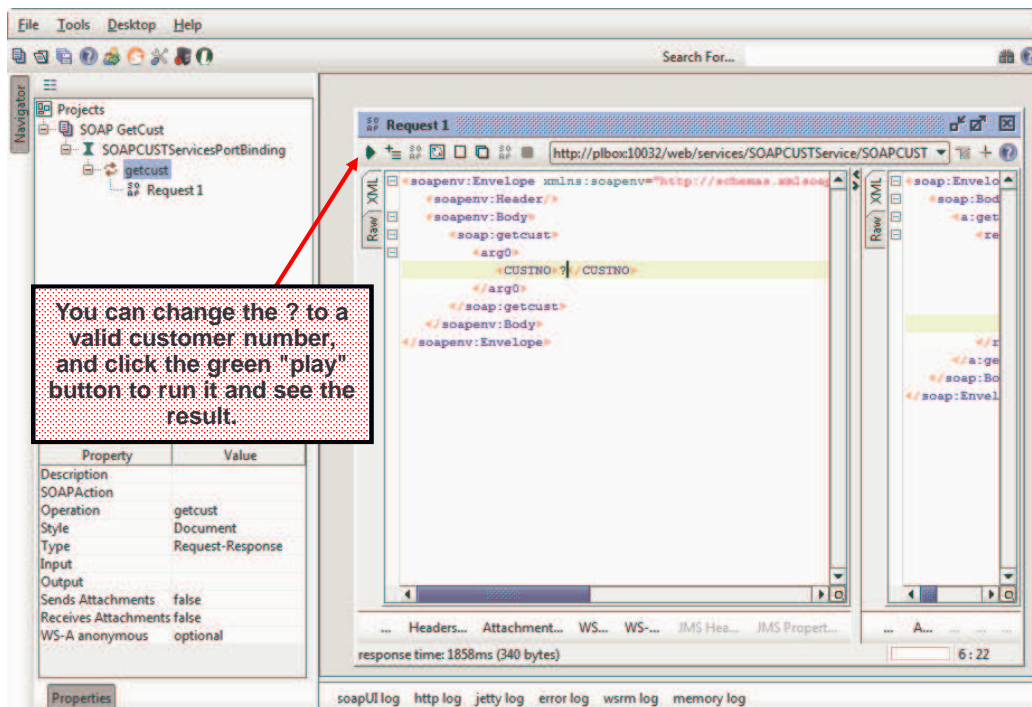 File Tools Desktop Help
Search For...
Navigator
Projects
SOAP GetCust
SOAPCUSTServicesPortBinding
getcust
Request 1
Request 1
http://plbox:10032/web/services/SOAPCUSTService/SOAPCUST
XML
Raw
<soapenv:Envelope xmlns:soapenv="http://schemas.xmlsoap
<soapenv:Header/>
<soapenv:Body>
<soap:getcust>
<arg0>
<CUSTNO>?</CUSTNO>
</arg0>
</soap:getcust>
</soapenv:Body>
</soapenv:Envelope>
XML
Raw
<soap:Envelo
<soap:Bod
<a:get
<re
</r
</a:ge
</soap:Bo
</soap:Envel
You can change the ? to a
valid customer number,
and click the green "play"
button to run it and see the
result.
Property Value
Description
SOAPAction
Operation getcust
Style Document
Type Request-Response
Input
Output
Sends Attachments false
Receives Attachments false
WS-A anonymous optional
... Headers... Attachment... WS... WS-... JMS Hea... JMS Propert...
... A... ... ... ...
response time: 1858ms (340 bytes)
6 : 22
Properties
soapUI log http log jetty log error log wsrm log memory log